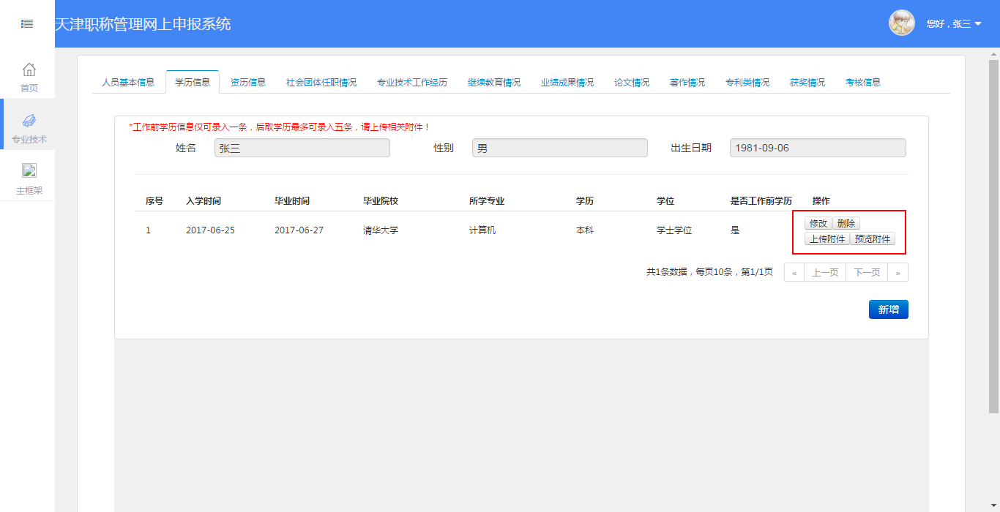 天津职称管理网上申报系统
您好，张三
首页
专业技术
主框架
人员基本信息 学历信息 资历信息 社会团体任职情况 专业技术工作经历 继续教育情况 业绩成果情况 论文情况 著作情况 专利类情况 获奖情况 考核信息
*工作前学历信息仅可录入一条，后取学历最多可录入五条，请上传相关附件！
姓名 张三 性别 男 出生日期 1981-09-06
序号 入学时间 毕业时间 毕业院校 所学专业 学历 学位 是否工作前学历 操作
1 2017-06-25 2017-06-27 清华大学 计算机 本科 学士学位 是 修改 删除
上传附件 预览附件
共1条数据，每页10条，第1/1页 « 上一页 下一页 »
新增